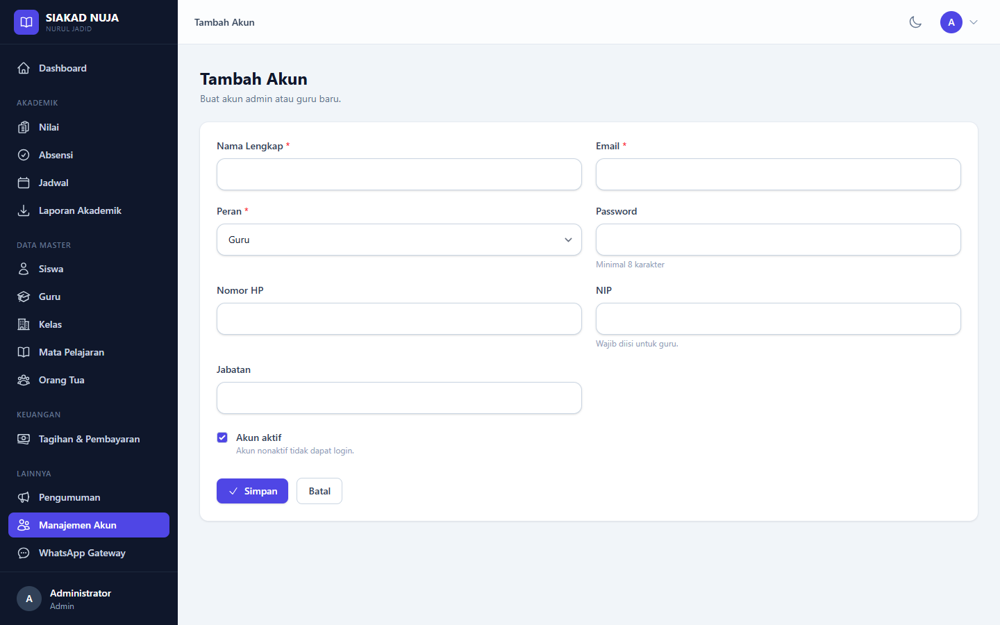 SIAKAD NUJA
NURUL JADID
Dashboard
AKADEMIK
Nilai
Absensi
Jadwal
Laporan Akademik
DATA MASTER
Siswa
Guru
Kelas
Mata Pelajaran
Orang Tua
KEUANGAN
Tagihan & Pembayaran
LAINNYA
Pengumuman
Manajemen Akun
WhatsApp Gateway
A
Administrator
Admin
Tambah Akun
A
Tambah Akun
Buat akun admin atau guru baru.
Nama Lengkap *
Email *
Peran *
Guru
Password
Minimal 8 karakter
Nomor HP
NIP
Wajib diisi untuk guru.
Jabatan
Akun aktif
Akun nonaktif tidak dapat login.
Simpan
Batal